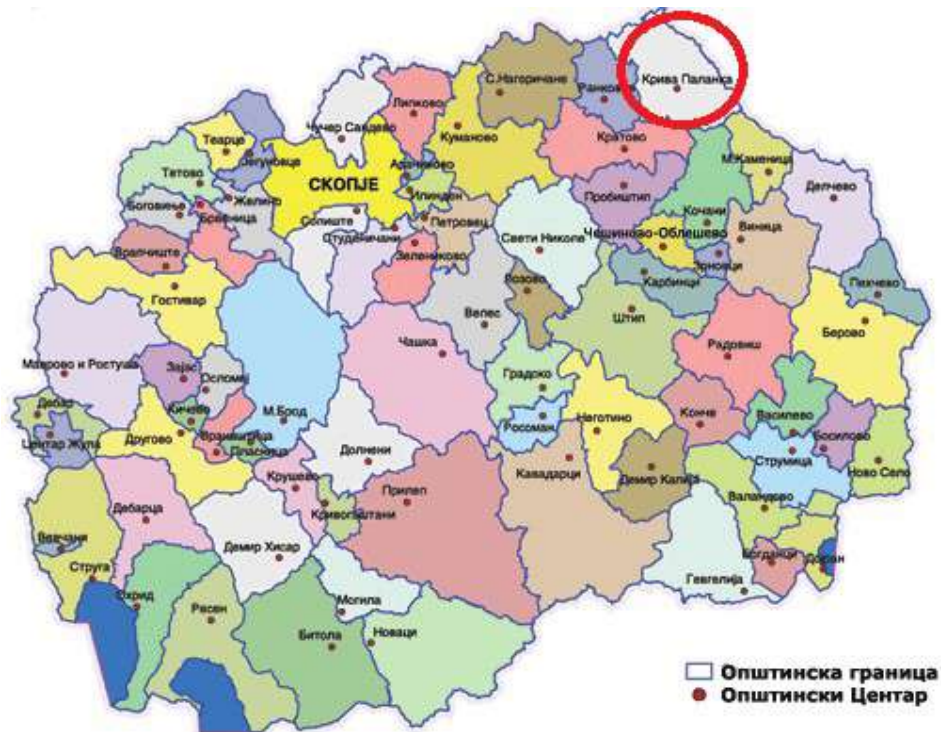 Крива Паланка
С.Нагоричане
Ранков
Липково
Чучер Сандево
Куманово
Кратово
Теарце
Јегуновце
Арачиново
М.Каменица
Тетово
СКОПЈЕ
Илинден
Пробиштип
Делчево
Желино
Боговиње
Брвеница
Сопиште
Петровец
Кочани
Студеничани
Свети Николе
Чешиново-Облешево
Виница
Врапчиште
Зелениково
Зрновци
Гостивар
Лозово
Карбинци
Пехчево
Велес
Штип
Берово
Маврово и Ростуша
Зајас
Чашка
Радовиш
Осломеј
Градско
Дебар
Кичево
М.Брод
Неготино
Конче
Василево
Центар Жупа
Другово
Вранештица
Росоман
Босилово
Пласница
Долнени
Струмица
Крушево
Кавадарци
Демир Капија
Ново Село
Дебарца
Прилеп
Валандово
Кривогаштани
Вевчани
Демир Хисар
Богданци
Дојран
Струга
Гевгелија
Охрид
Ресен
Могила
Битола
Новаци
Општинска граница
Општински Центар